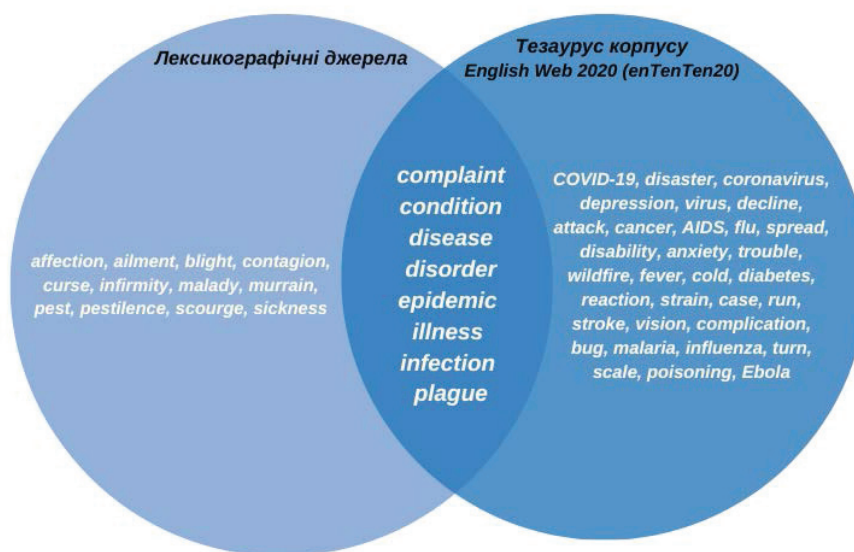 Лексикографічні джерела
Тезаурус корпусу
English Web 2020 (enTenTen20)
affection, ailment, blight, contagion,
curse, infirmity, malady, murrain,
pest, pestilence, scourge, sickness
complaint
condition
disease
disorder
epidemic
illness
infection
plague
COVID-19, disaster, coronavirus,
depression, virus, decline,
attack, cancer, AIDS, flu, spread,
disability, anxiety, trouble,
wildfire, fever, cold, diabetes,
reaction, strain, case, run,
stroke, vision, complication,
bug, malaria, influenza, turn,
scale, poisoning, Ebola